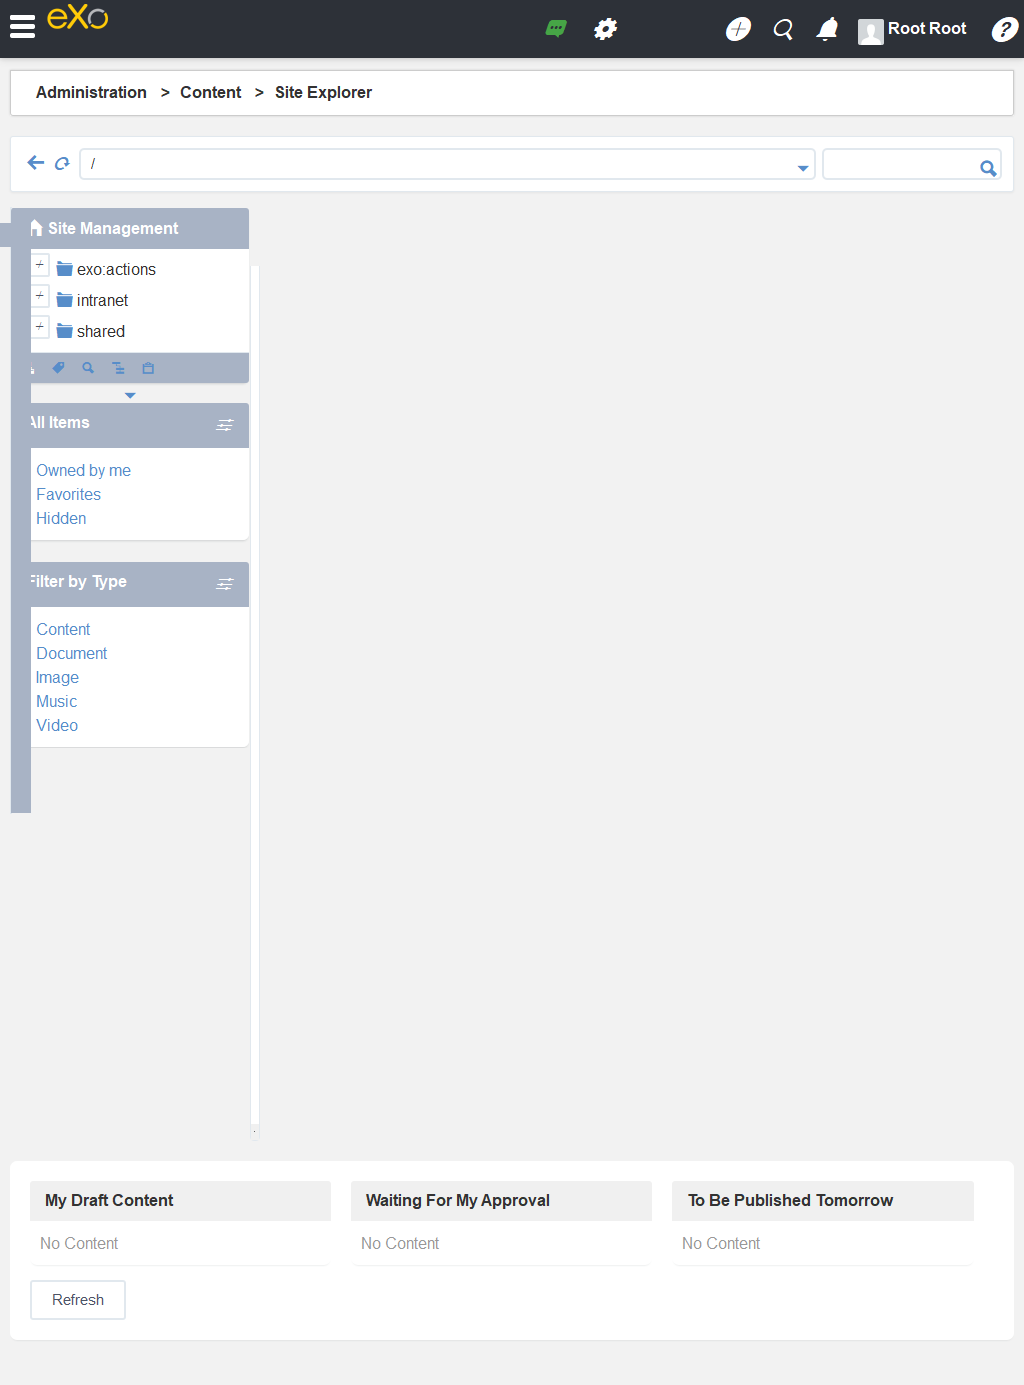 eXo
Root Root
Administration > Content > Site Explorer
/
Site Management
exo:actions
intranet
shared
All Items
Owned by me
Favorites
Hidden
Filter by Type
Content
Document
Image
Music
Video
My Draft Content
Waiting For My Approval
To Be Published Tomorrow
No Content
No Content
No Content
Refresh